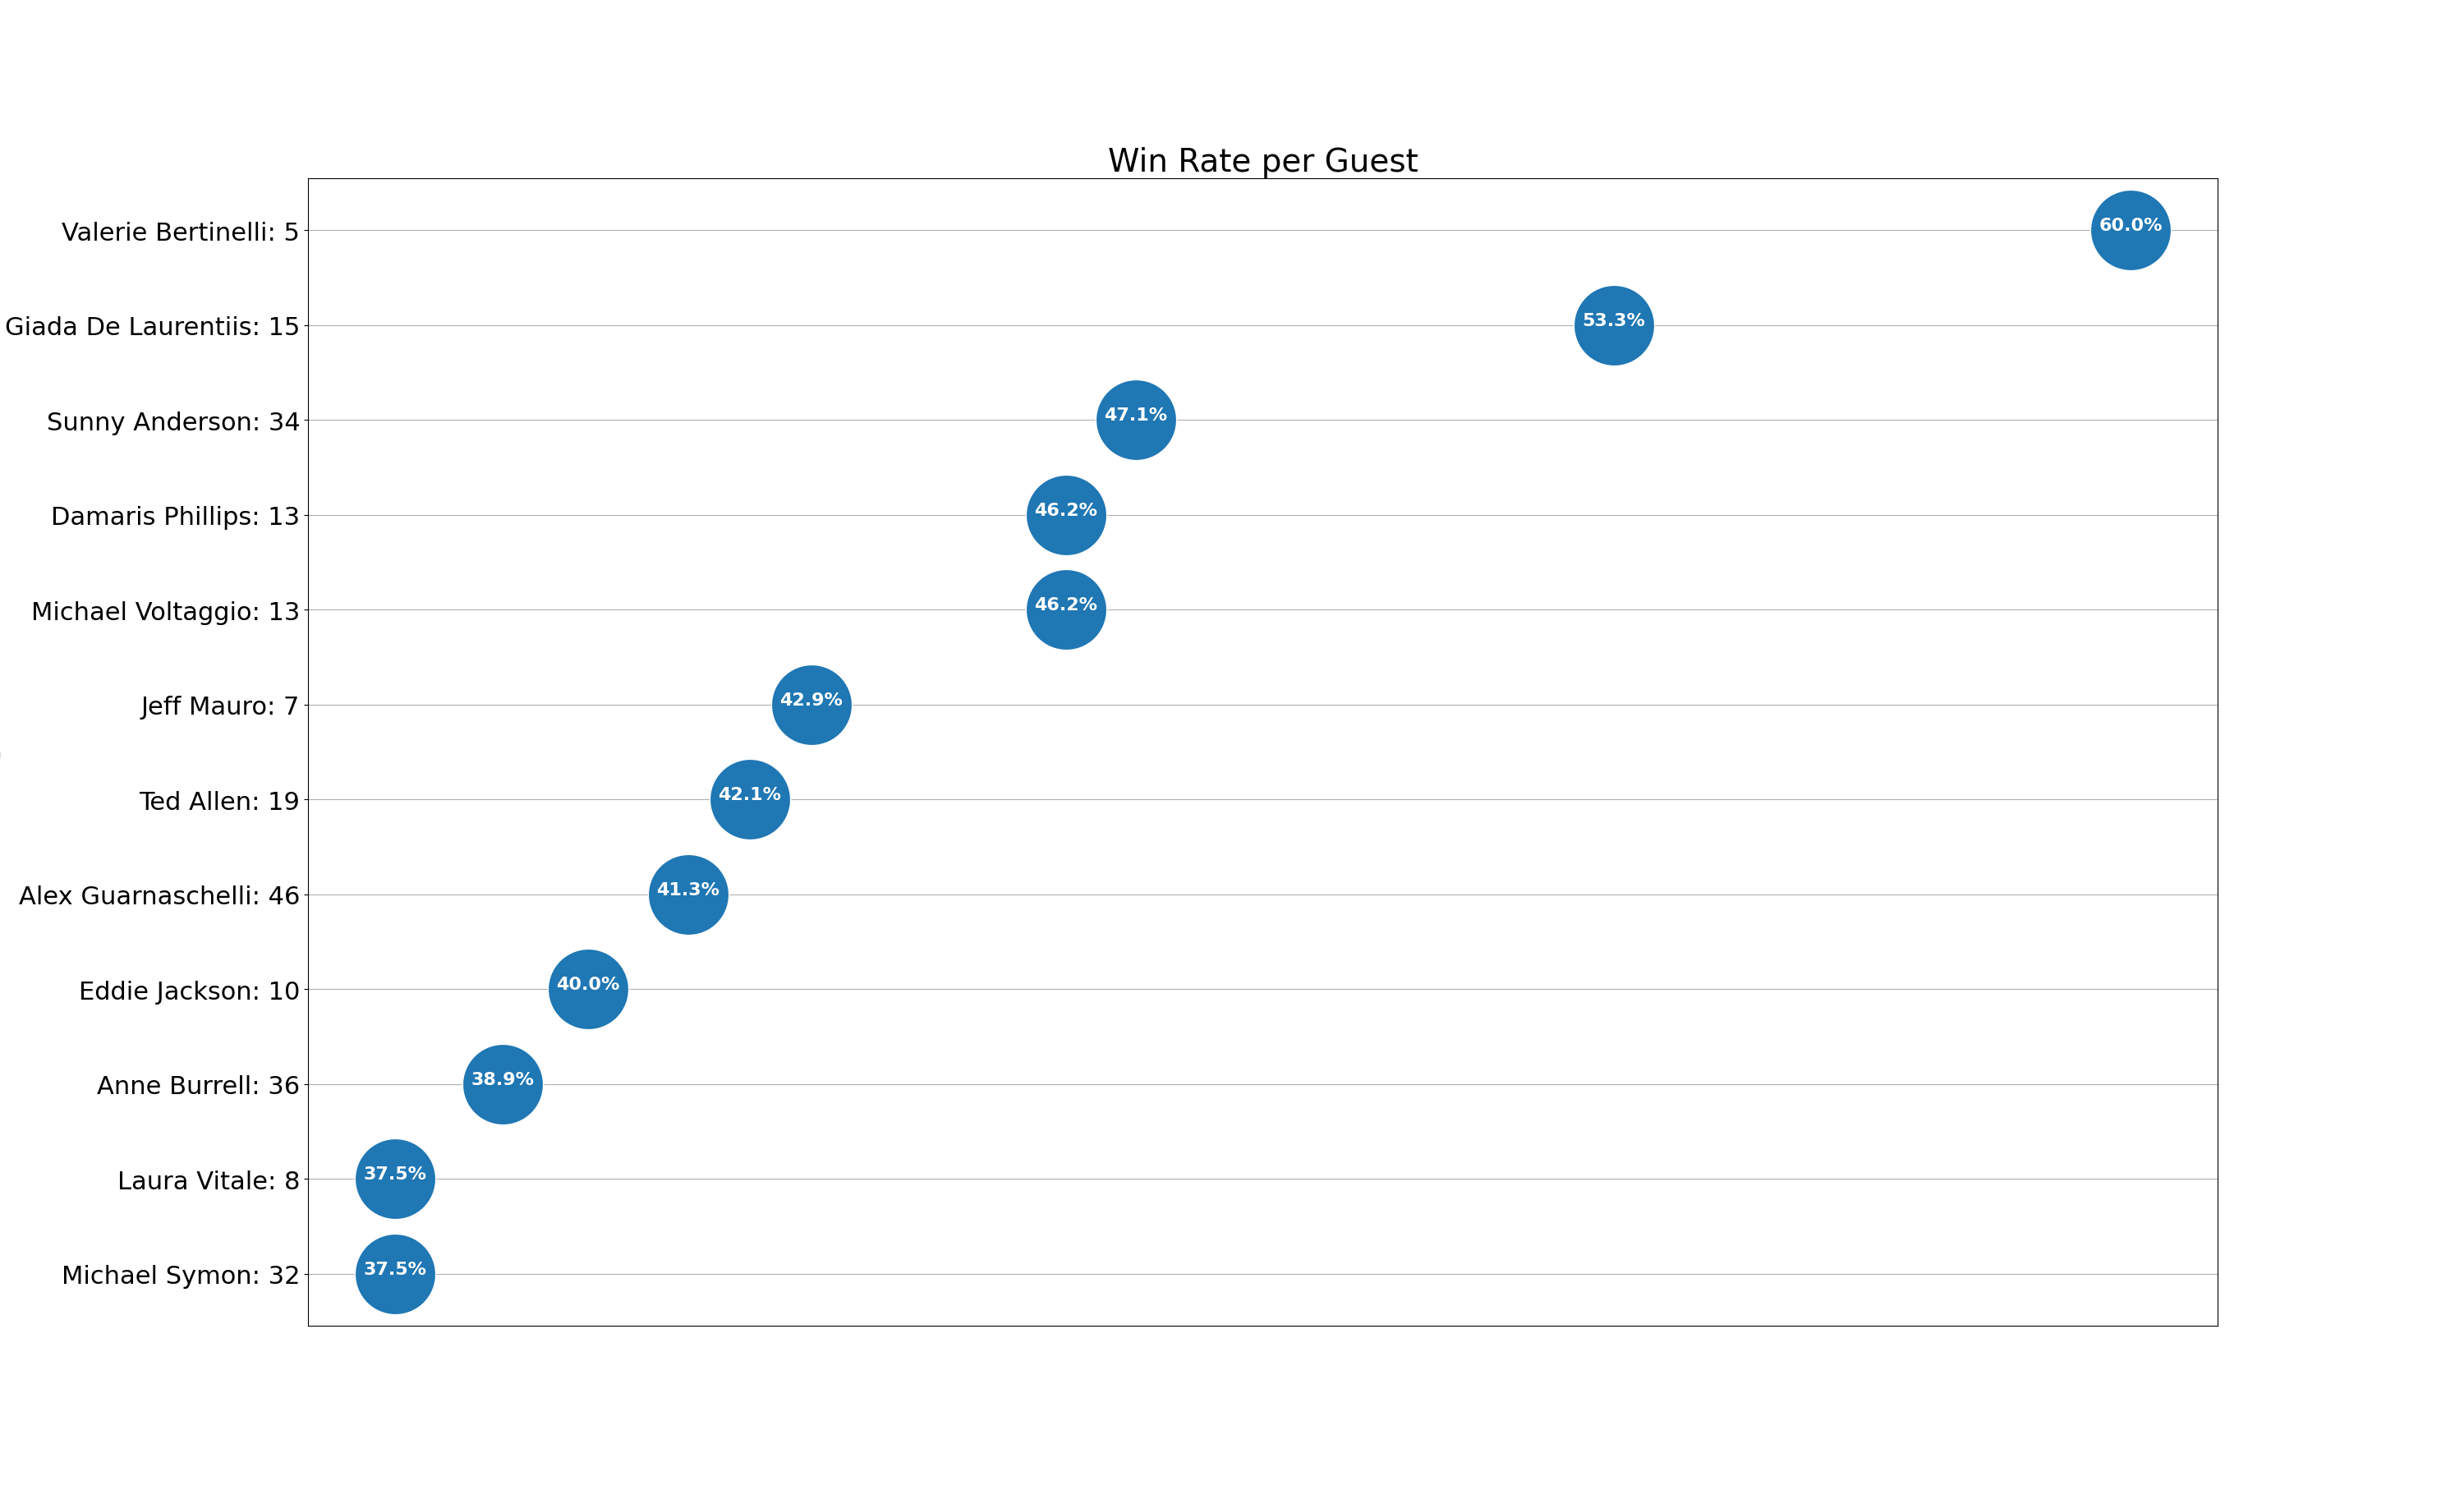 Win Rate per Guest
Valerie Bertinelli: 5
60.0%
Giada De Laurentiis: 15
53.3%
Sunny Anderson: 34
47.1%
Damaris Phillips: 13
46.2%
Michael Voltaggio: 13
46.2%
Jeff Mauro: 7
42.9%
Ted Allen: 19
42.1%
Alex Guarnaschelli: 46
41.3%
Eddie Jackson: 10
40.0%
Anne Burrell: 36
38.9%
Laura Vitale: 8
37.5%
Michael Symon: 32
37.5%